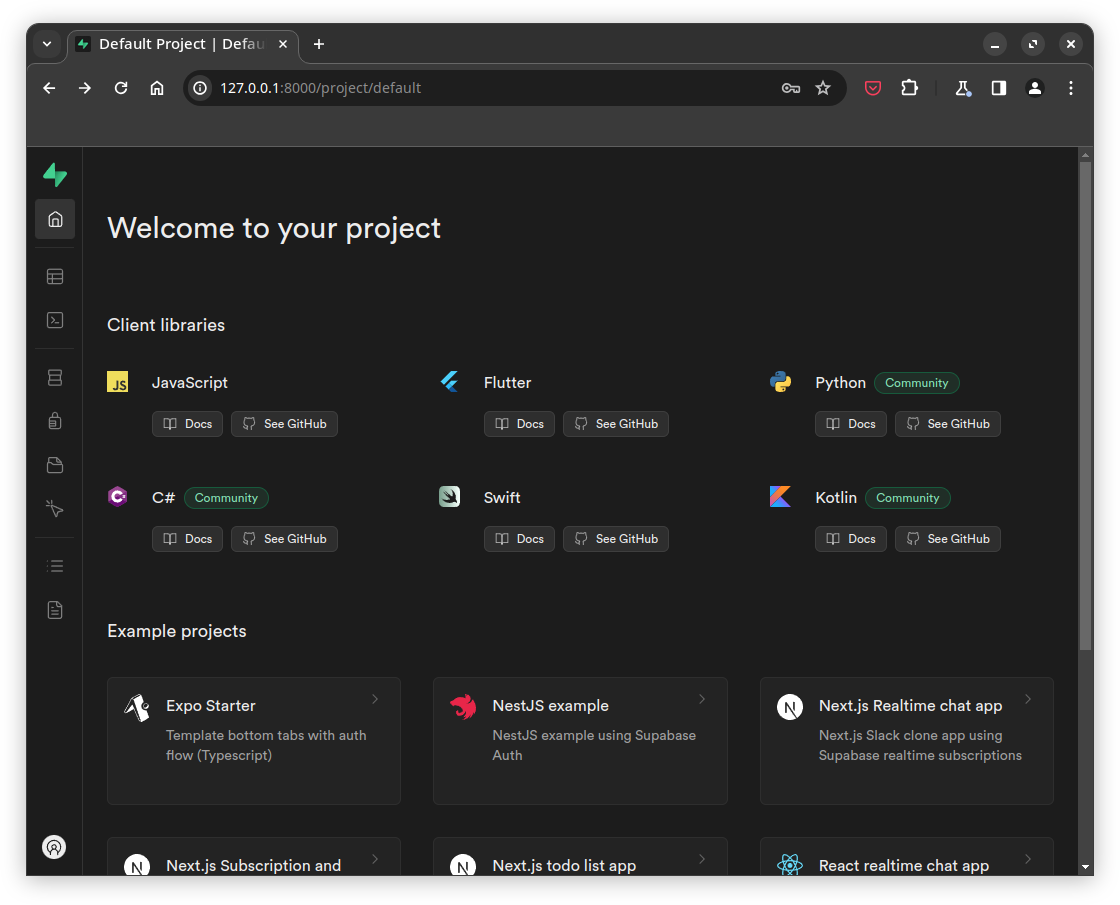 Default Project | Defau
127.0.0.1:8000/project/default
Welcome to your project
Client libraries
JS JavaScript
Docs See GitHub
Flutter
Docs See GitHub
Python Community
Docs See GitHub
C# Community
Docs See GitHub
Swift
Docs See GitHub
Kotlin Community
Docs See GitHub
Example projects
Expo Starter
Template bottom tabs with auth
flow (Typescript)
NestJS example
NestJS example using Supabase
Auth
N Next.js Realtime chat app
Next.js Slack clone app using
Supabase realtime subscriptions
N Next.js Subscription and
N Next.js todo list app
React realtime chat app